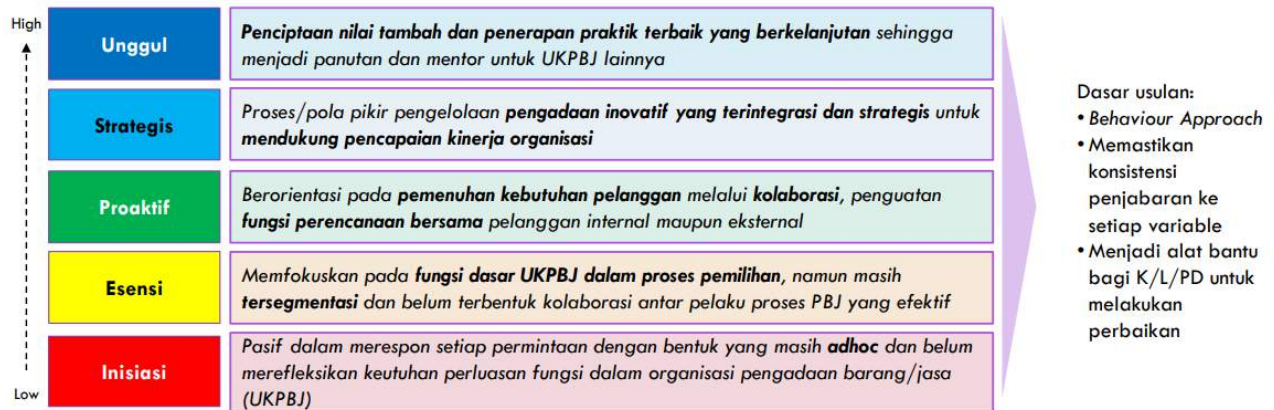 High
Unggul
Penciptaan nilai tambah dan penerapan praktik terbaik yang berkelanjutan sehingga
menjadi panutan dan mentor untuk UKPBJ lainnya
Strategis
Proses/pola pikir pengelolaan pengadaan inovatif yang terintegrasi dan strategis untuk
mendukung pencapaian kinerja organisasi
Proaktif
Berorientasi pada pemenuhan kebutuhan pelanggan melalui kolaborasi, penguatan
fungsi perencanaan bersama pelanggan internal maupun eksternal
Esensi
Memfokuskan pada fungsi dasar UKPBJ dalam proses pemilihan, namun masih
tersegmentasi dan belum terbentuk kolaborasi antar pelaku proses PBJ yang efektif
Inisiasi
Pasif dalam merespon setiap permintaan dengan bentuk yang masih adhoc dan belum
merefleksikan keutuhan perluasan fungsi dalam organisasi pengadaan barang/jasa
(UKPBJ)
Low
Dasar usulan:
• Behaviour Approach
• Memastikan
konsistensi
penjabaran ke
setiap variable
• Menjadi alat bantu
bagi K/L/PD untuk
melakukan
perbaikan